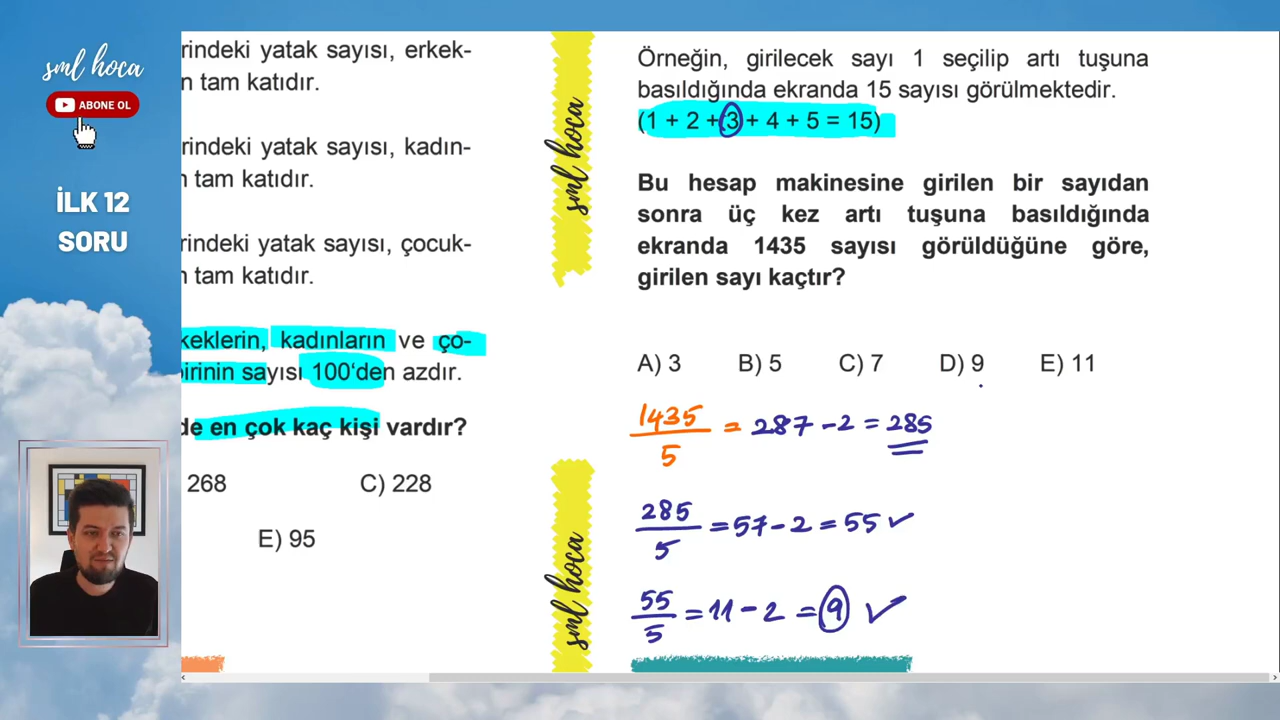 sml hoca
ABONE OL
İLK 12
SORU
rindeki yatak sayısı, erkek-
n tam katıdır.
rindeki yatak sayısı, kadın-
n tam katıdır.
rindeki yatak sayısı, çocuk-
n tam katıdır.
keklerin, kadınların ve ço-
birinin sayısı 100'den azdır.
de en çok kaç kişi vardır?
268 C) 228
E) 95
sml hoca
sml hoca
Örneğin, girilecek sayı 1 seçilip artı tuşuna
basıldığında ekranda 15 sayısı görülmektedir.
(1 + 2 + 3 + 4 + 5 = 15)
Bu hesap makinesine girilen bir sayıdan
sonra üç kez artı tuşuna basıldığında
ekranda 1435 sayısı görüldüğüne göre,
girilen sayı kaçtır?
A) 3 B) 5 C) 7 D) 9 E) 11
1435/5 = 287 - 2 = 285
285/5 = 57 - 2 = 55 ✓
55/5 = 11 - 2 = 9 ✓